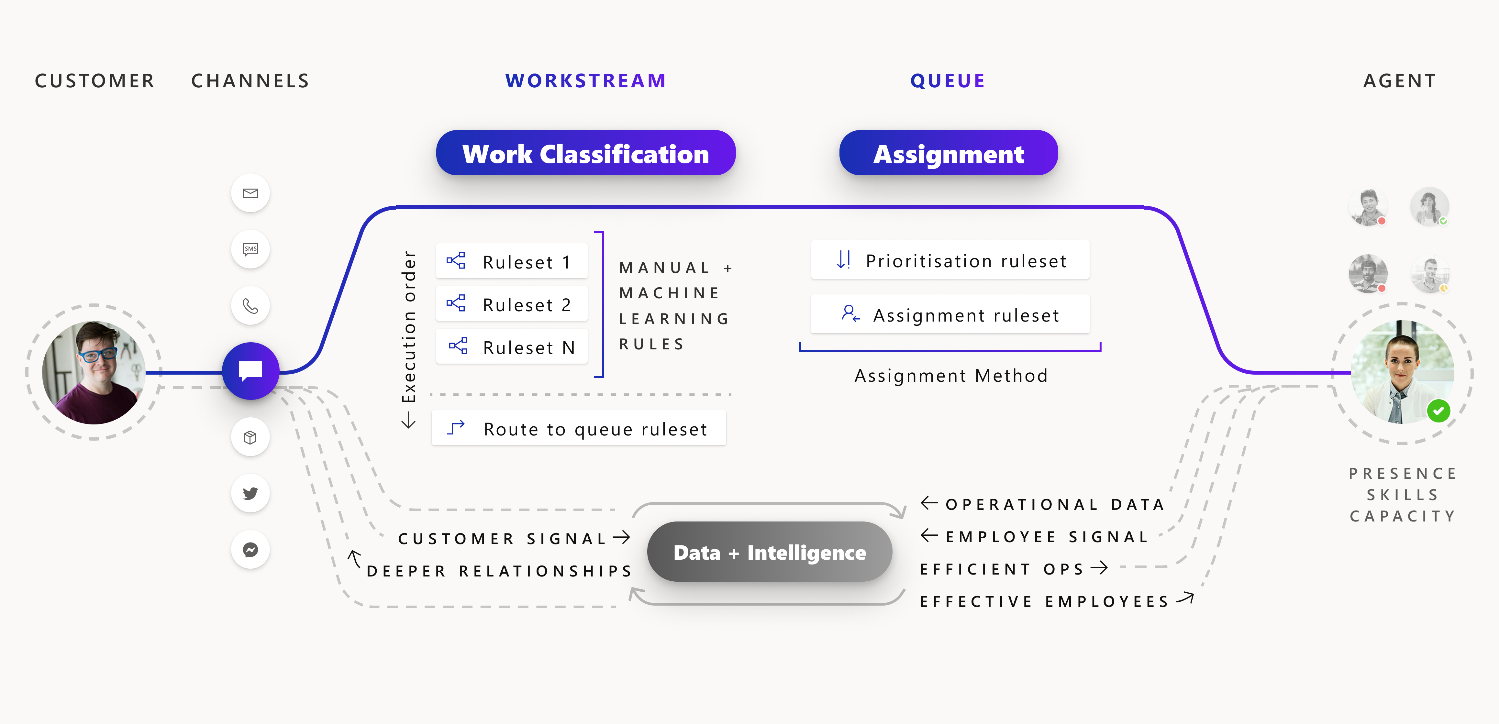 CUSTOMER
CHANNELS
WORKSTREAM
QUEUE
AGENT
Work Classification
Assignment
SMS
Execution order
Ruleset 1
Ruleset 2
Ruleset N
MANUAL +
MACHINE
LEARNING
RULES
Route to queue ruleset
Prioritisation ruleset
Assignment ruleset
Assignment Method
PRESENCE
SKILLS
CAPACITY
CUSTOMER SIGNAL →
DEEPER RELATIONSHIPS
Data + Intelligence
← OPERATIONAL DATA
← EMPLOYEE SIGNAL
EFFICIENT OPS →
EFFECTIVE EMPLOYEES